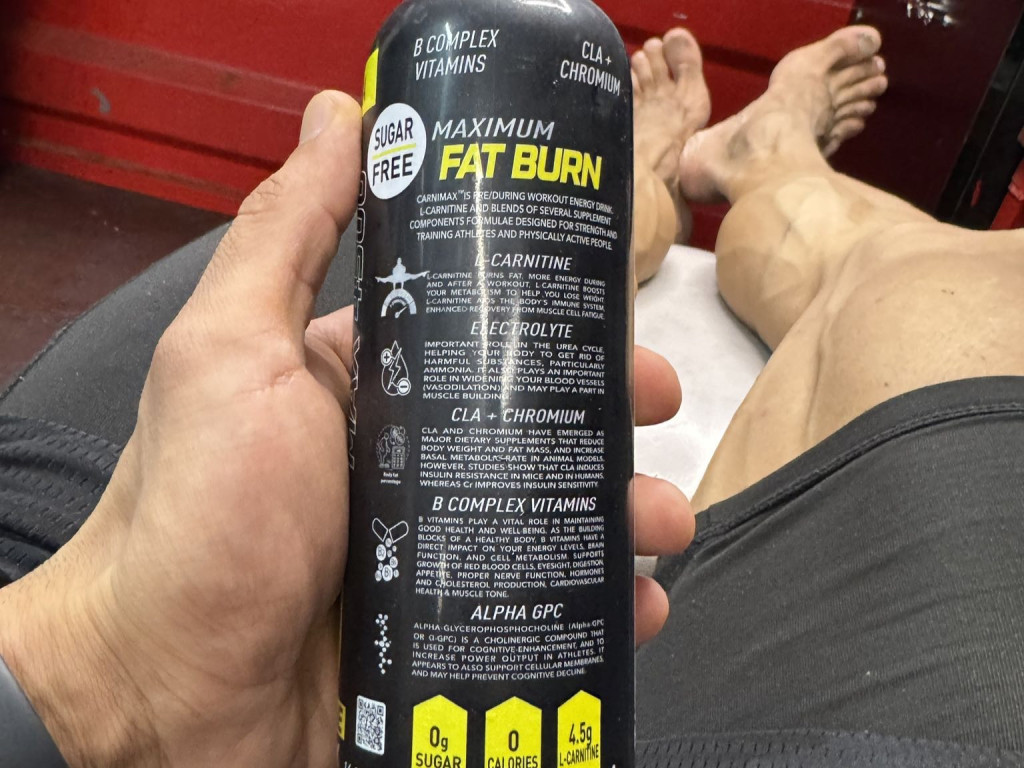 B COMPLEX
VITAMINS
CLA +
CHROMIUM
SUGAR
FREE
MAXIMUM
FAT BURN
CARNIMAX™ IS PRE/DURING WORKOUT ENERGY DRINK.
L-CARNITINE AND BLENDS OF SEVERAL SUPPLEMENT
COMPONENTS FORMULAE DESIGNED FOR STRENGTH AND
TRAINING ATHLETES AND PHYSICALLY ACTIVE PEOPLE.
L-CARNITINE
L-CARNITINE BURNS FAT, MORE ENERGY DURING
AND AFTER A WORKOUT, L-CARNITINE BOOSTS
YOUR METABOLISM TO HELP YOU LOSE WEIGHT.
L-CARNITINE AIDS THE BODY'S IMMUNE SYSTEM,
ENHANCED RECOVERY FROM MUSCLE CELL FATIGUE.
ELECTROLYTE
IMPORTANT ROLL IN THE UREA CYCLE,
HELPING YOUR BODY TO GET RID OF
HARMFUL SUBSTANCES, PARTICULARLY
AMMONIA. IT ALSO PLAYS AN IMPORTANT
ROLE IN WIDENING YOUR BLOOD VESSELS
(VASODILATION) AND MAY PLAY A PART IN
MUSCLE BUILDING.
CLA + CHROMIUM
CLA AND CHROMIUM HAVE EMERGED AS
MAJOR DIETARY SUPPLEMENTS THAT REDUCE
BODY WEIGHT AND FAT MASS, AND INCREASE
BASAL METABOLIC RATE IN ANIMAL MODELS.
HOWEVER, STUDIES SHOW THAT CLA INDUCES
INSULIN RESISTANCE IN MICE AND IN HUMANS,
WHEREAS Cr IMPROVES INSULIN SENSITIVITY.
Body fat
percentage
B COMPLEX VITAMINS
B VITAMINS PLAY A VITAL ROLE IN MAINTAINING
GOOD HEALTH AND WELL-BEING. AS THE BUILDING
BLOCKS OF A HEALTHY BODY, B VITAMINS HAVE A
DIRECT IMPACT ON YOUR ENERGY LEVELS, BRAIN
FUNCTION, AND CELL METABOLISM. SUPPORTS
GROWTH OF RED BLOOD CELLS, EYESIGHT, DIGESTION,
APPETITE, PROPER NERVE FUNCTION, HORMONES
AND CHOLESTEROL PRODUCTION, CARDIOVASCULAR
HEALTH & MUSCLE TONE.
ALPHA GPC
ALPHA-GLYCEROPHOSPHOCHOLINE (Alpha-GPC
OR α-GPC) IS A CHOLINERGIC COMPOUND THAT
IS USED FOR COGNITIVE-ENHANCEMENT, AND TO
INCREASE POWER OUTPUT IN ATHLETES. IT
APPEARS TO ALSO SUPPORT CELLULAR MEMBRANES,
AND MAY HELP PREVENT COGNITIVE DECLINE.
0g
SUGAR
0
CALORIES
4.5g
L-CARNITINE